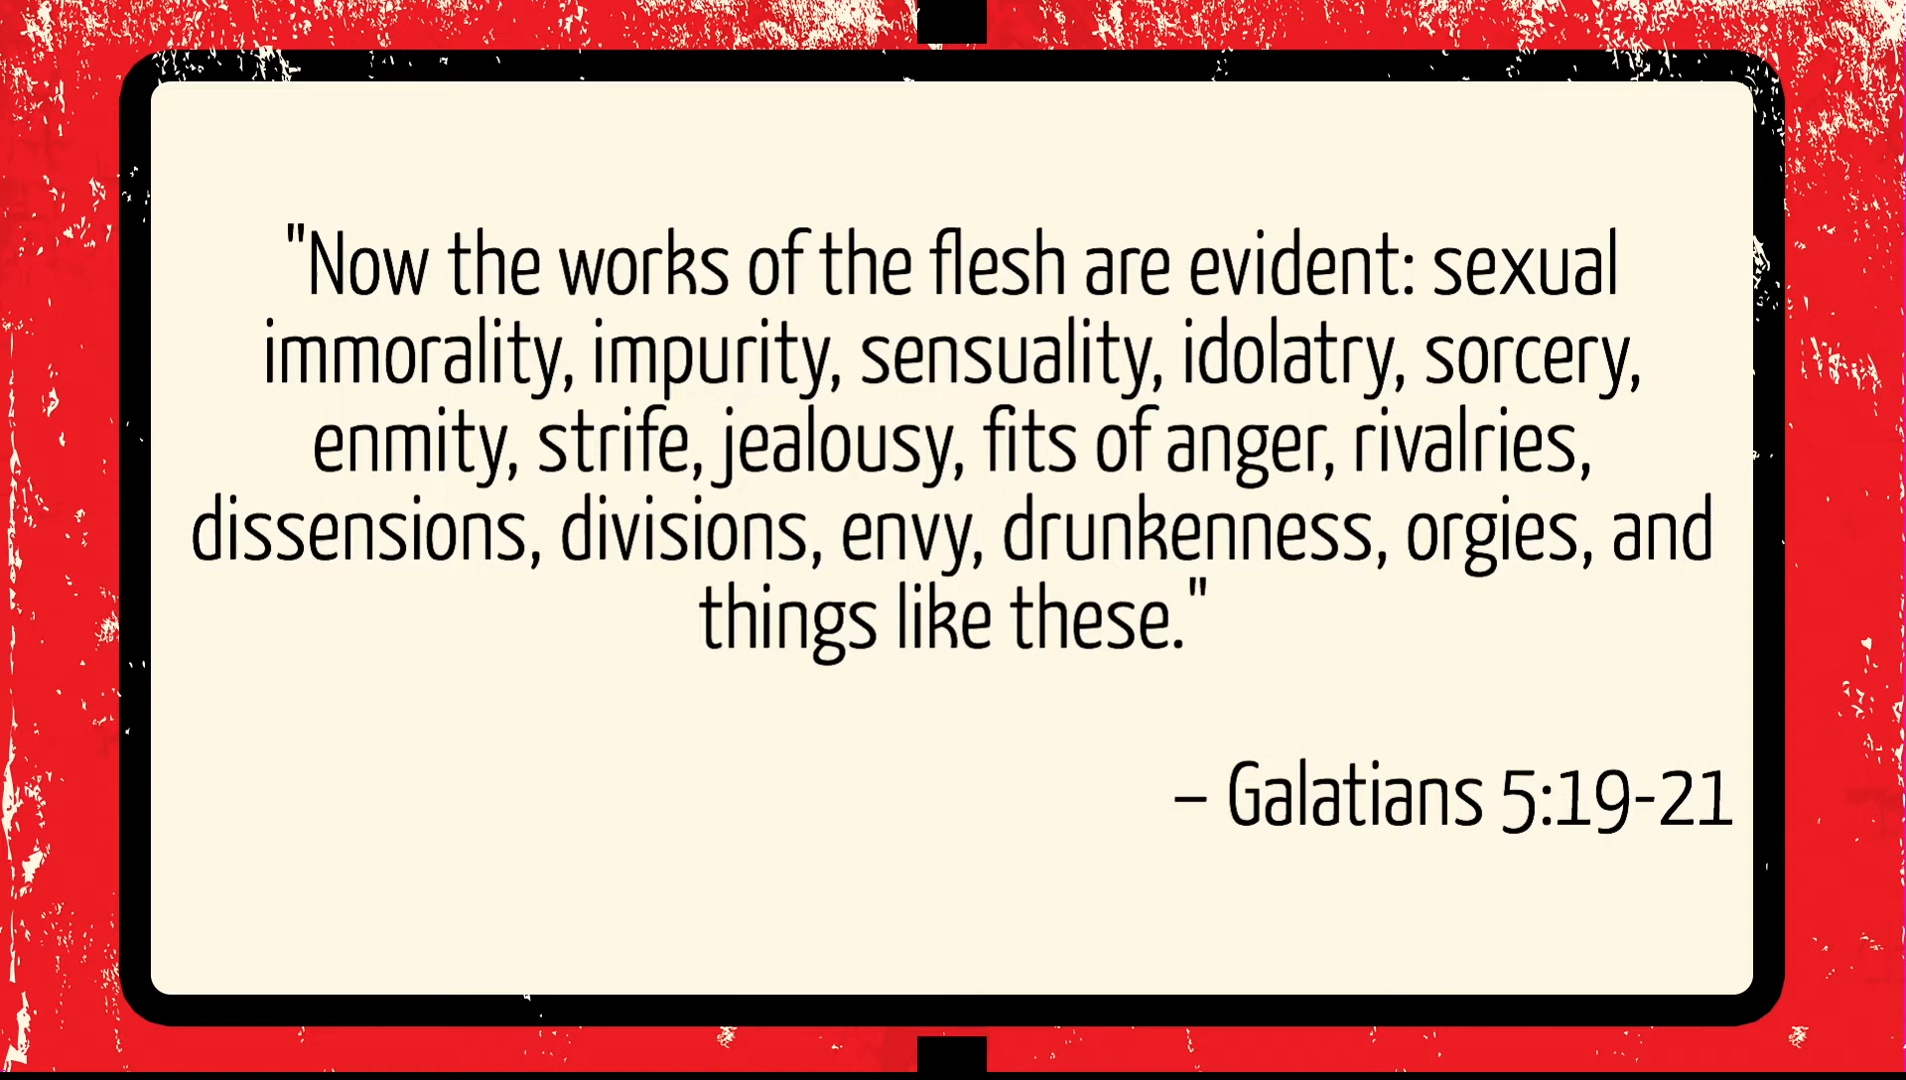 "Now the works of the flesh are evident: sexual
immorality, impurity, sensuality, idolatry, sorcery,
enmity, strife, jealousy, fits of anger, rivalries,
dissensions, divisions, envy, drunkenness, orgies, and
things like these."
– Galatians 5:19-21